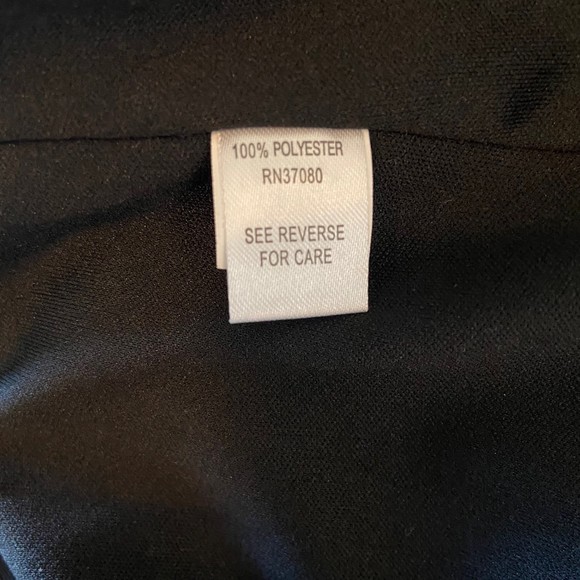 100% POLYESTER
RN37080
SEE REVERSE
FOR CARE